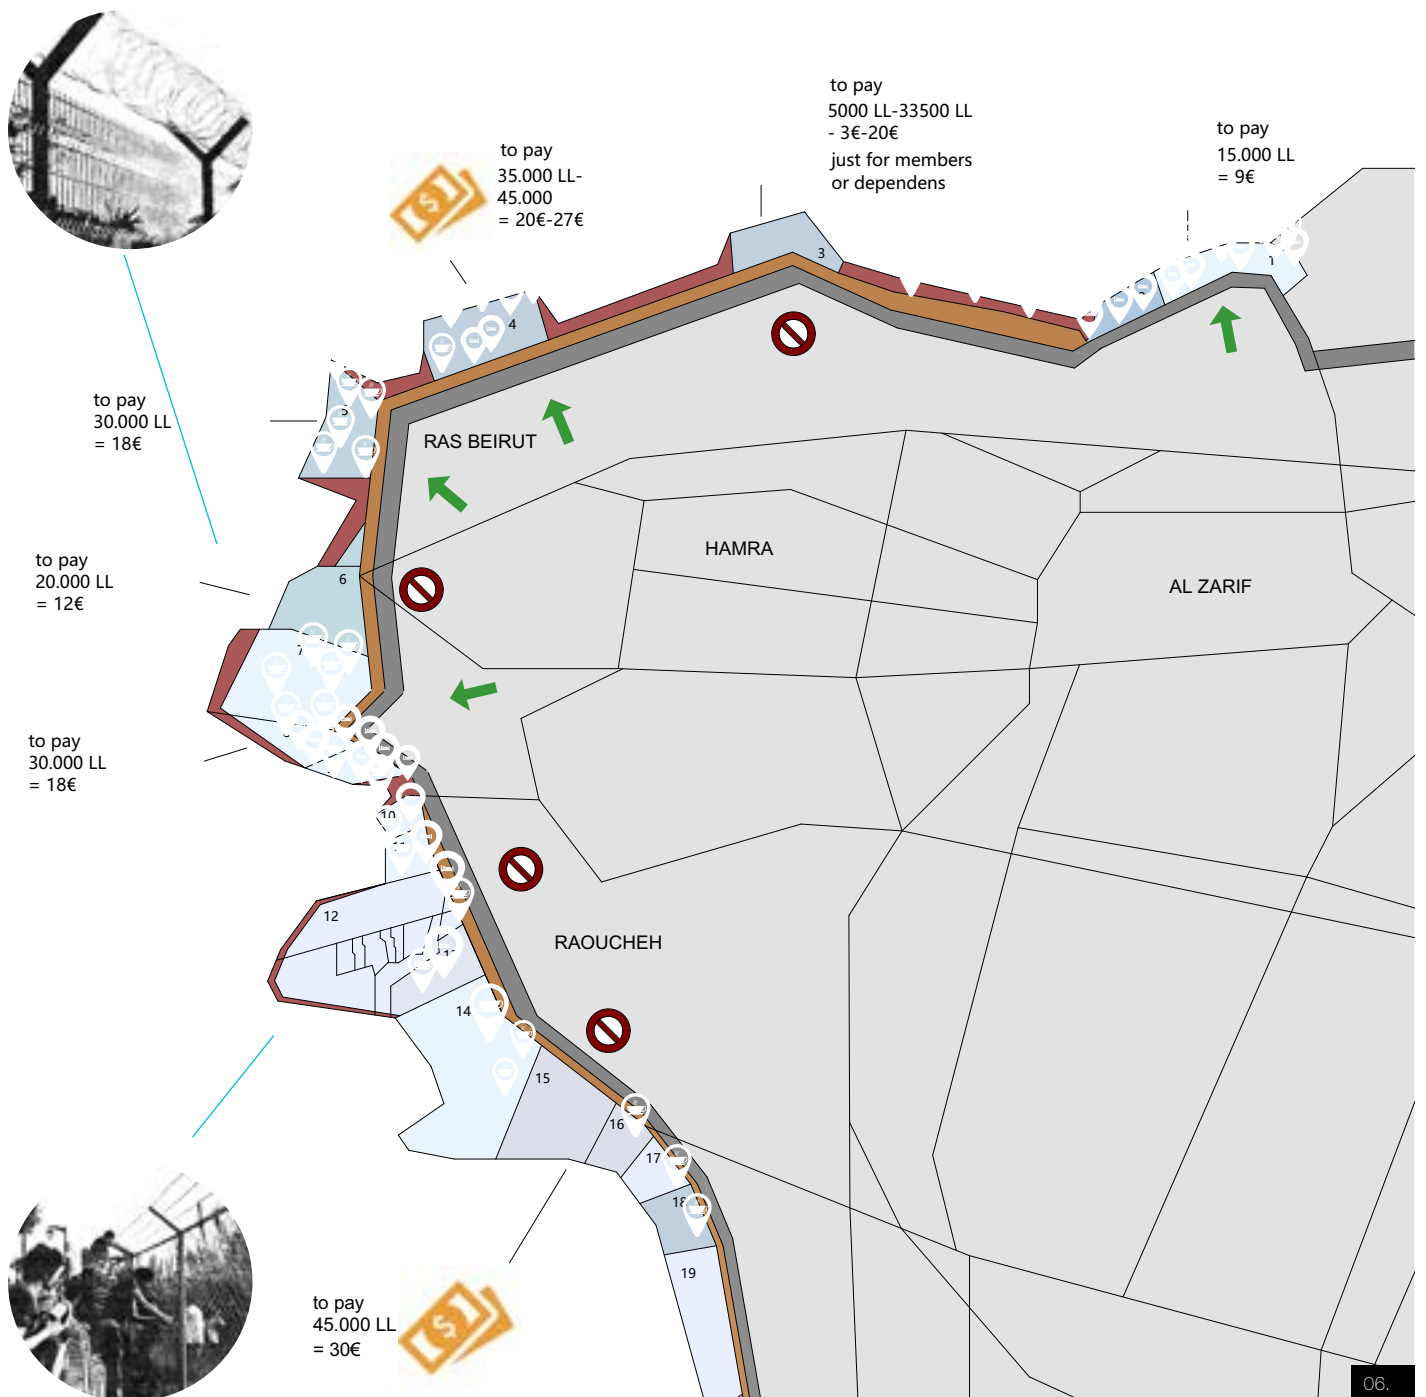 to pay
5000 LL-33500 LL
- 3€-20€
just for members
or dependens
to pay
15.000 LL
= 9€
to pay
35.000 LL-
45.000
= 20€-27€
3
4
to pay
30.000 LL
= 18€
5
RAS BEIRUT
HAMRA
AL ZARIF
to pay
20.000 LL
= 12€
6
7
to pay
30.000 LL
= 18€
10
12
RAOUCHEH
14
15
16
17
18
19
to pay
45.000 LL
= 30€
06.